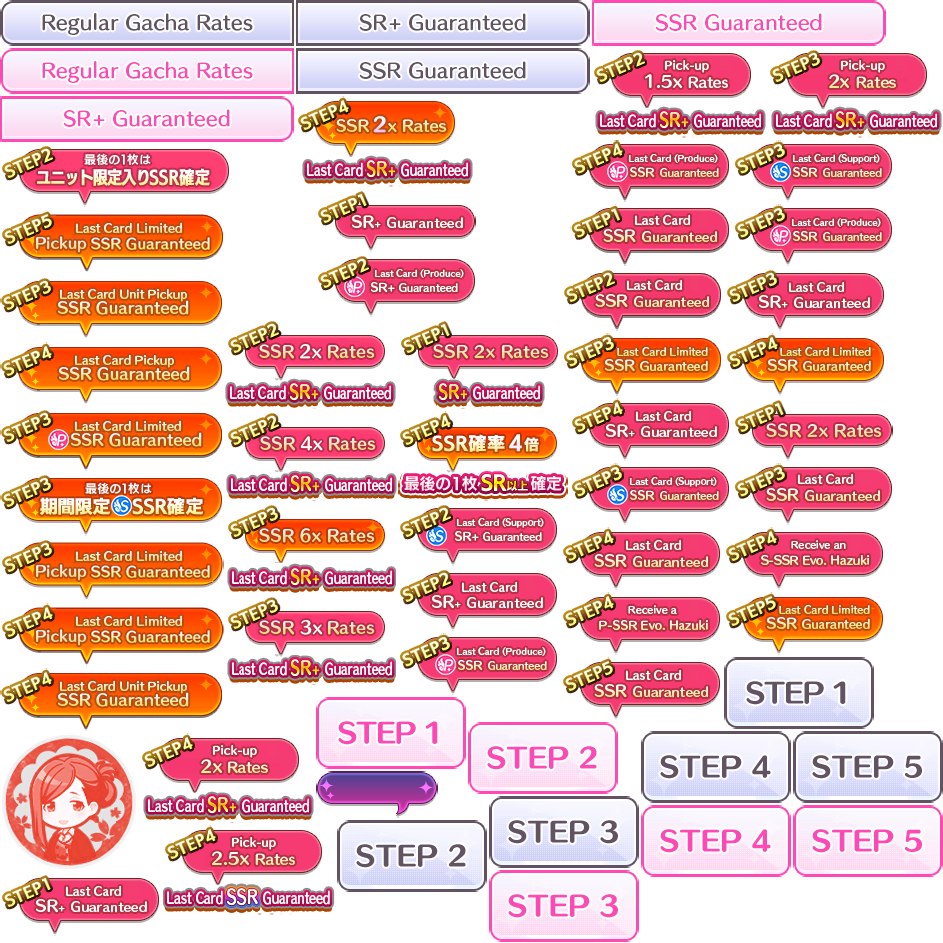 Regular Gacha Rates
SR+ Guaranteed
SSR Guaranteed
Regular Gacha Rates
SSR Guaranteed
SR+ Guaranteed
STEP2
Pick-up
1.5x Rates
Last Card SR+ Guaranteed
STEP3
Pick-up
2x Rates
Last Card SR+ Guaranteed
STEP4
SSR 2x Rates
Last Card SR+ Guaranteed
STEP2
最後の1枚は
ユニット限定入りSSR確定
STEP5
Last Card Limited
Pickup SSR Guaranteed
STEP3
Last Card Unit Pickup
SSR Guaranteed
STEP4
Last Card Pickup
SSR Guaranteed
STEP3
Last Card Limited
P SSR Guaranteed
STEP3
最後の1枚は
期間限定 S SSR確定
STEP3
Last Card Limited
Pickup SSR Guaranteed
STEP4
Last Card Limited
Pickup SSR Guaranteed
STEP4
Last Card Unit Pickup
SSR Guaranteed
STEP1
SR+ Guaranteed
STEP2
Last Card (Produce)
P SR+ Guaranteed
STEP2
SSR 2x Rates
Last Card SR+ Guaranteed
STEP1
SSR 2x Rates
SR+ Guaranteed
STEP2
SSR 4x Rates
Last Card SR+ Guaranteed
STEP4
SSR確率4倍
最後の1枚SR以上確定
STEP3
SSR 6x Rates
Last Card SR+ Guaranteed
STEP2
Last Card (Support)
S SR+ Guaranteed
STEP3
SSR 3x Rates
Last Card SR+ Guaranteed
STEP2
Last Card
SR+ Guaranteed
STEP3
Last Card (Produce)
P SSR Guaranteed
STEP4
Last Card (Produce)
P SSR Guaranteed
STEP3
Last Card (Support)
S SSR Guaranteed
STEP1
Last Card
SSR Guaranteed
STEP3
Last Card (Produce)
P SSR Guaranteed
STEP2
Last Card
SSR Guaranteed
STEP3
Last Card
SR+ Guaranteed
STEP3
Last Card Limited
SSR Guaranteed
STEP4
Last Card Limited
SSR Guaranteed
STEP4
Last Card
SR+ Guaranteed
STEP1
SSR 2x Rates
STEP3
Last Card (Support)
S SSR Guaranteed
STEP3
Last Card
SSR Guaranteed
STEP4
Last Card
SSR Guaranteed
STEP4
Receive an
S-SSR Evo. Hazuki
STEP4
Receive a
P-SSR Evo. Hazuki
STEP5
Last Card Limited
SSR Guaranteed
STEP5
Last Card
SSR Guaranteed
STEP 1
STEP4
Pick-up
2x Rates
Last Card SR+ Guaranteed
STEP4
Pick-up
2.5x Rates
Last Card SSR Guaranteed
STEP1
Last Card
SR+ Guaranteed
STEP 1
STEP 2
STEP 4
STEP 5
STEP 2
STEP 3
STEP 4
STEP 5
STEP 3